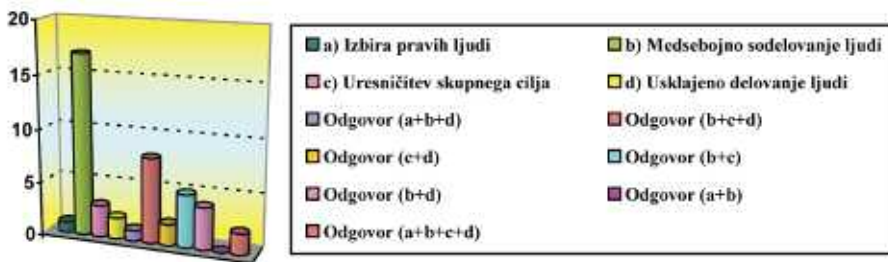 20
15
10
5
0
a) Izbira pravih ljudi
b) Medsebojno sodelovanje ljudi
c) Uresničitev skupnega cilja
d) Usklajeno delovanje ljudi
Odgovor (a+b+d)
Odgovor (b+c+d)
Odgovor (c+d)
Odgovor (b+c)
Odgovor (b+d)
Odgovor (a+b)
Odgovor (a+b+c+d)